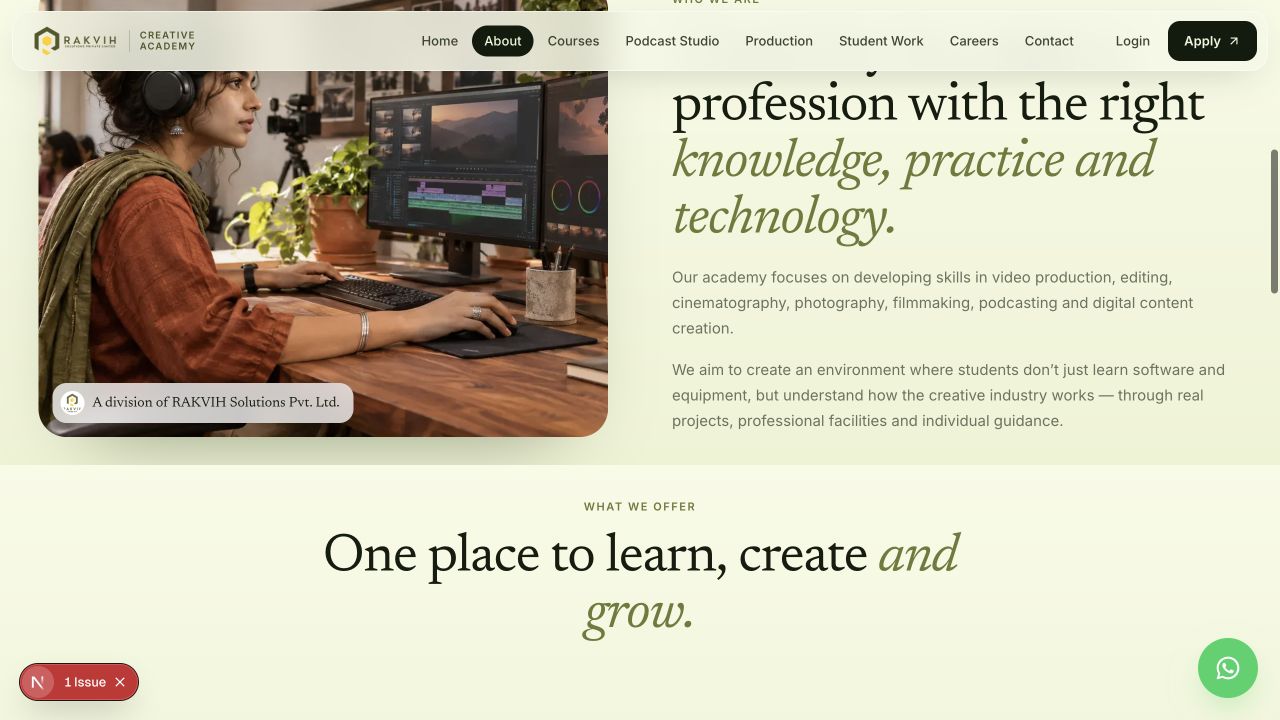 WHO WE ARE
RAKVIH
CREATIVE
ACADEMY
Home
About
Courses
Podcast Studio
Production
Student Work
Careers
Contact
Login
Apply
profession with the right
knowledge, practice and
technology.
Our academy focuses on developing skills in video production, editing,
cinematography, photography, filmmaking, podcasting and digital content
creation.
We aim to create an environment where students don’t just learn software and
equipment, but understand how the creative industry works — through real
projects, professional facilities and individual guidance.
A division of RAKVIH Solutions Pvt. Ltd.
WHAT WE OFFER
One place to learn, create and
grow.
N
1 Issue